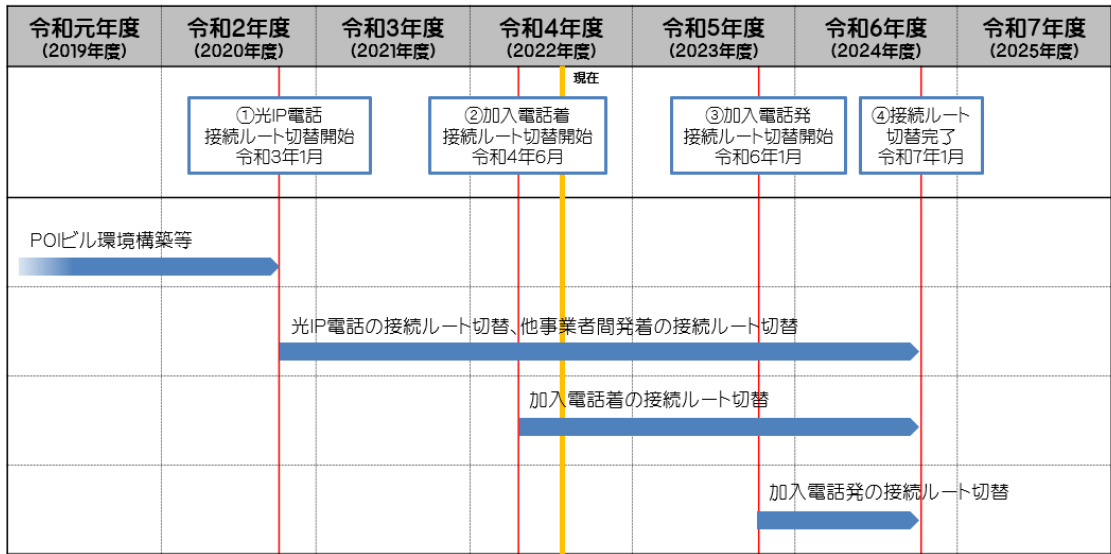 令和元年度 令和2年度 令和3年度 令和4年度 令和5年度 令和6年度 令和7年度
(2019年度) (2020年度) (2021年度) (2022年度) (2023年度) (2024年度) (2025年度)
現在
①光IP電話
接続ルート切替開始
令和3年1月
②加入電話着
接続ルート切替開始
令和4年6月
③加入電話発
接続ルート切替開始
令和6年1月
④接続ルート
切替完了
令和7年1月
POIビル環境構築等
光IP電話の接続ルート切替、他事業者間発着の接続ルート切替
加入電話着の接続ルート切替
加入電話発の接続ルート切替